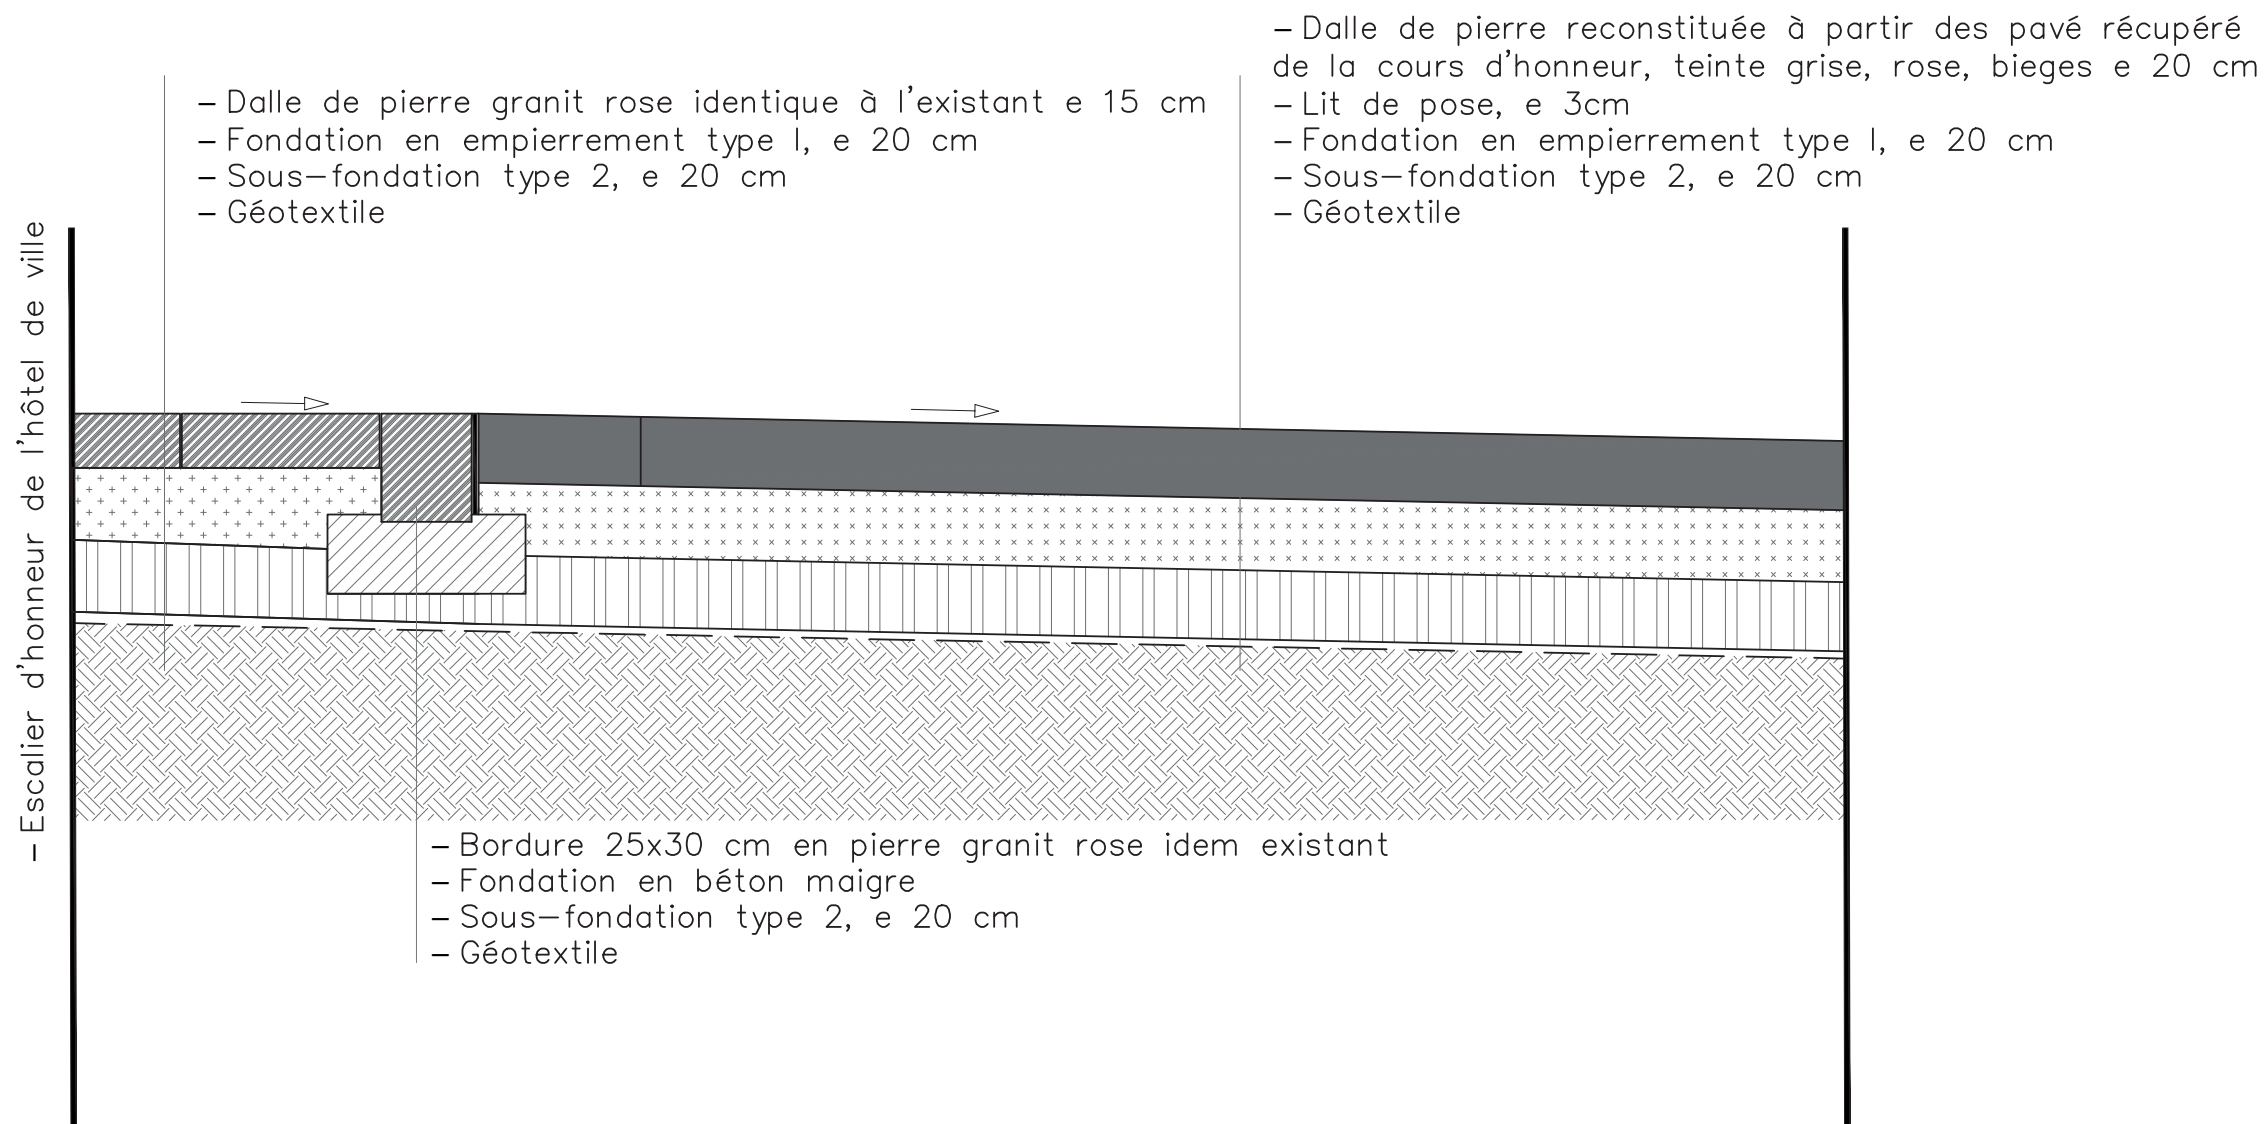 – Dalle de pierre granit rose identique à l'existant e 15 cm
– Fondation en empierrement type I, e 20 cm
– Sous–fondation type 2, e 20 cm
– Géotextile
– Dalle de pierre reconstituée à partir des pavé récupéré
de la cours d'honneur, teinte grise, rose, bieges e 20 cm
– Lit de pose, e 3cm
– Fondation en empierrement type I, e 20 cm
– Sous–fondation type 2, e 20 cm
– Géotextile
– Escalier d'honneur de l'hôtel de ville
– Bordure 25x30 cm en pierre granit rose idem existant
– Fondation en béton maigre
– Sous–fondation type 2, e 20 cm
– Géotextile